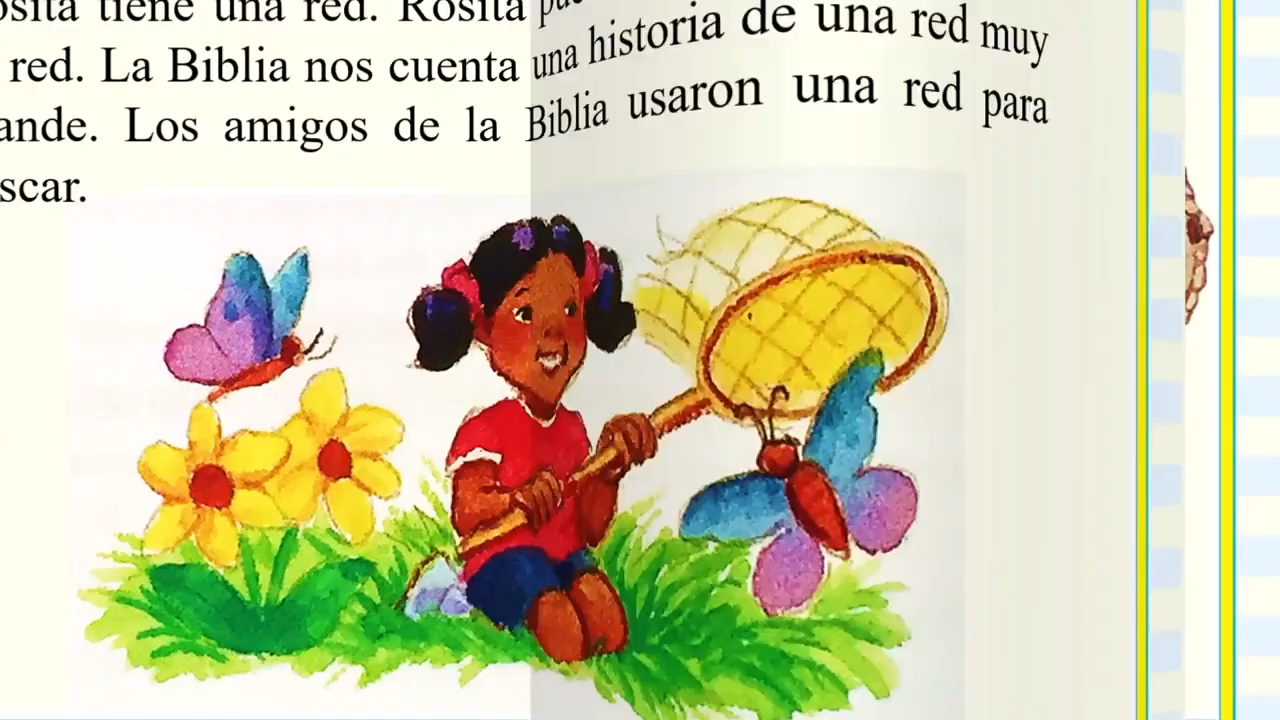 tiene una red. Rosita
red. La Biblia nos cuenta una historia de una red muy
ande. Los amigos de la Biblia usaron una red para
scar.